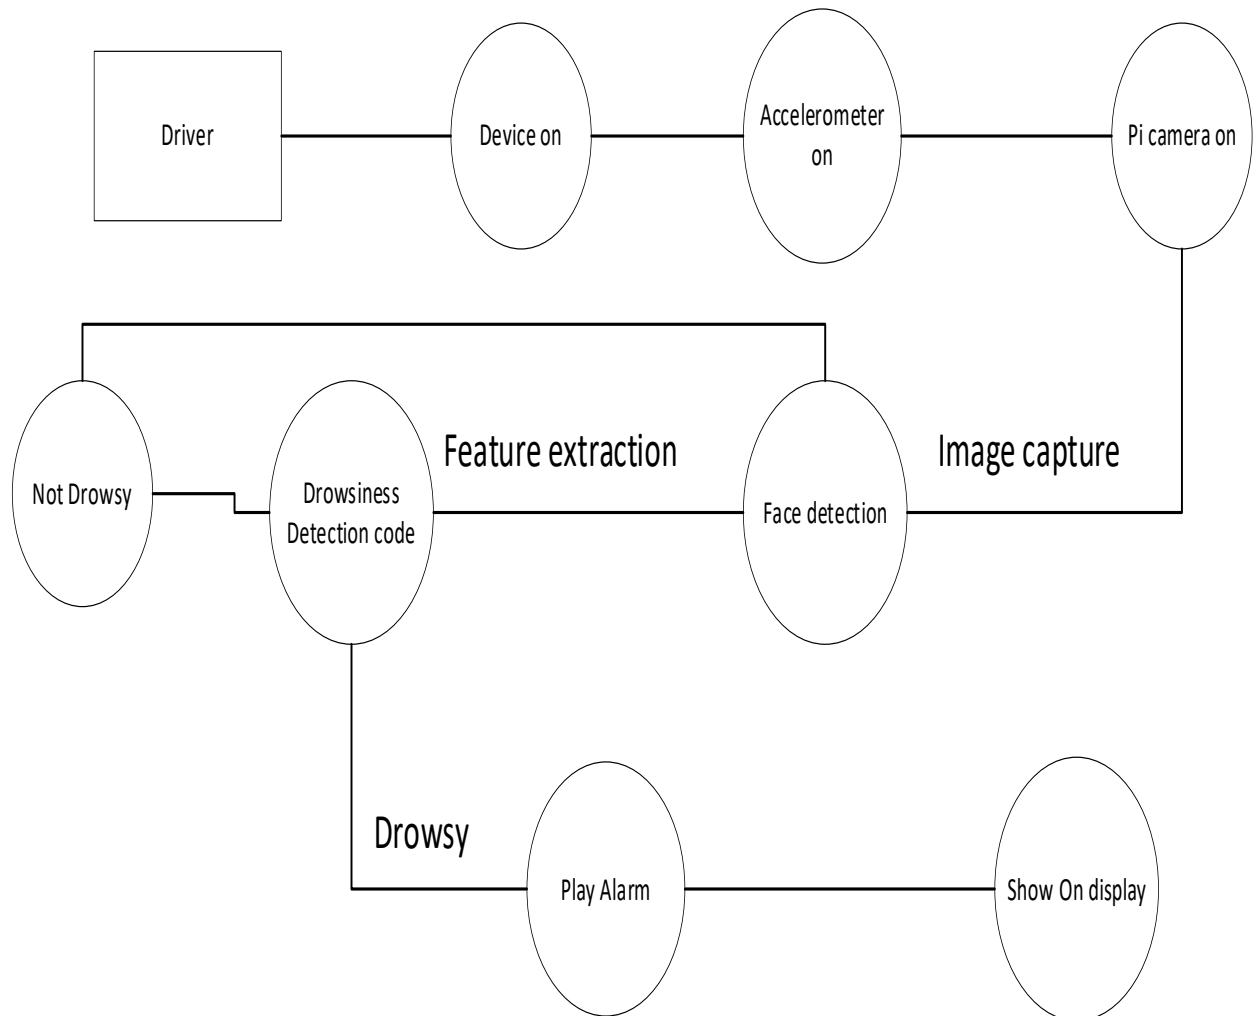 Driver
Device on
Accelerometer
on
Pi camera on
Feature extraction
Image capture
Not Drowsy
Drowsiness
Detection code
Face detection
Drowsy
Play Alarm
Show On display